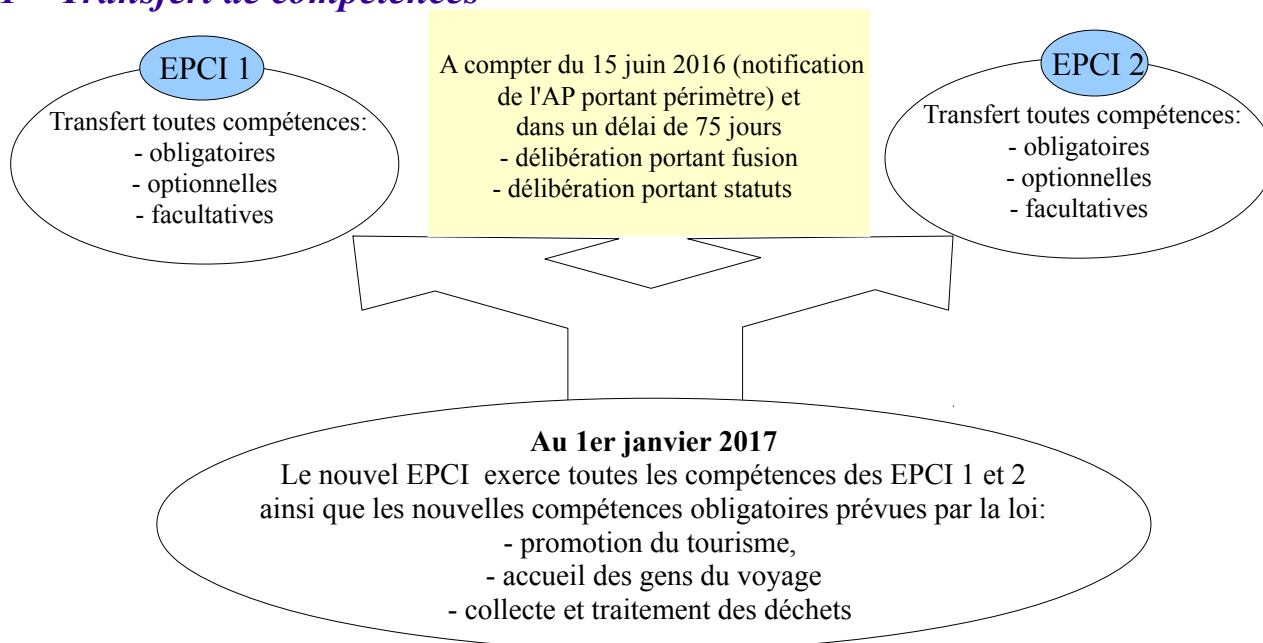 1 – Transfert de compétences
EPCI 1
Transfert toutes compétences:
- obligatoires
- optionnelles
- facultatives
A compter du 15 juin 2016 (notification
de l'AP portant périmètre) et
dans un délai de 75 jours
- délibération portant fusion
- délibération portant statuts
EPCI 2
Transfert toutes compétences:
- obligatoires
- optionnelles
- facultatives
Au 1er janvier 2017
Le nouvel EPCI exerce toutes les compétences des EPCI 1 et 2
ainsi que les nouvelles compétences obligatoires prévues par la loi:
- promotion du tourisme,
- accueil des gens du voyage
- collecte et traitement des déchets